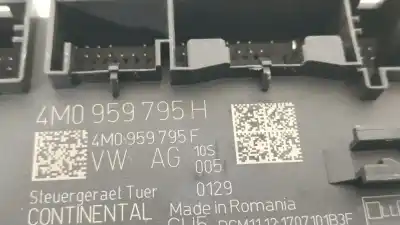 4M0 959 795 H
4M0 959 795 F
VW AG 10S
005
Steuergeraet Tuer 0129
CONTINENTAL Made in Romania